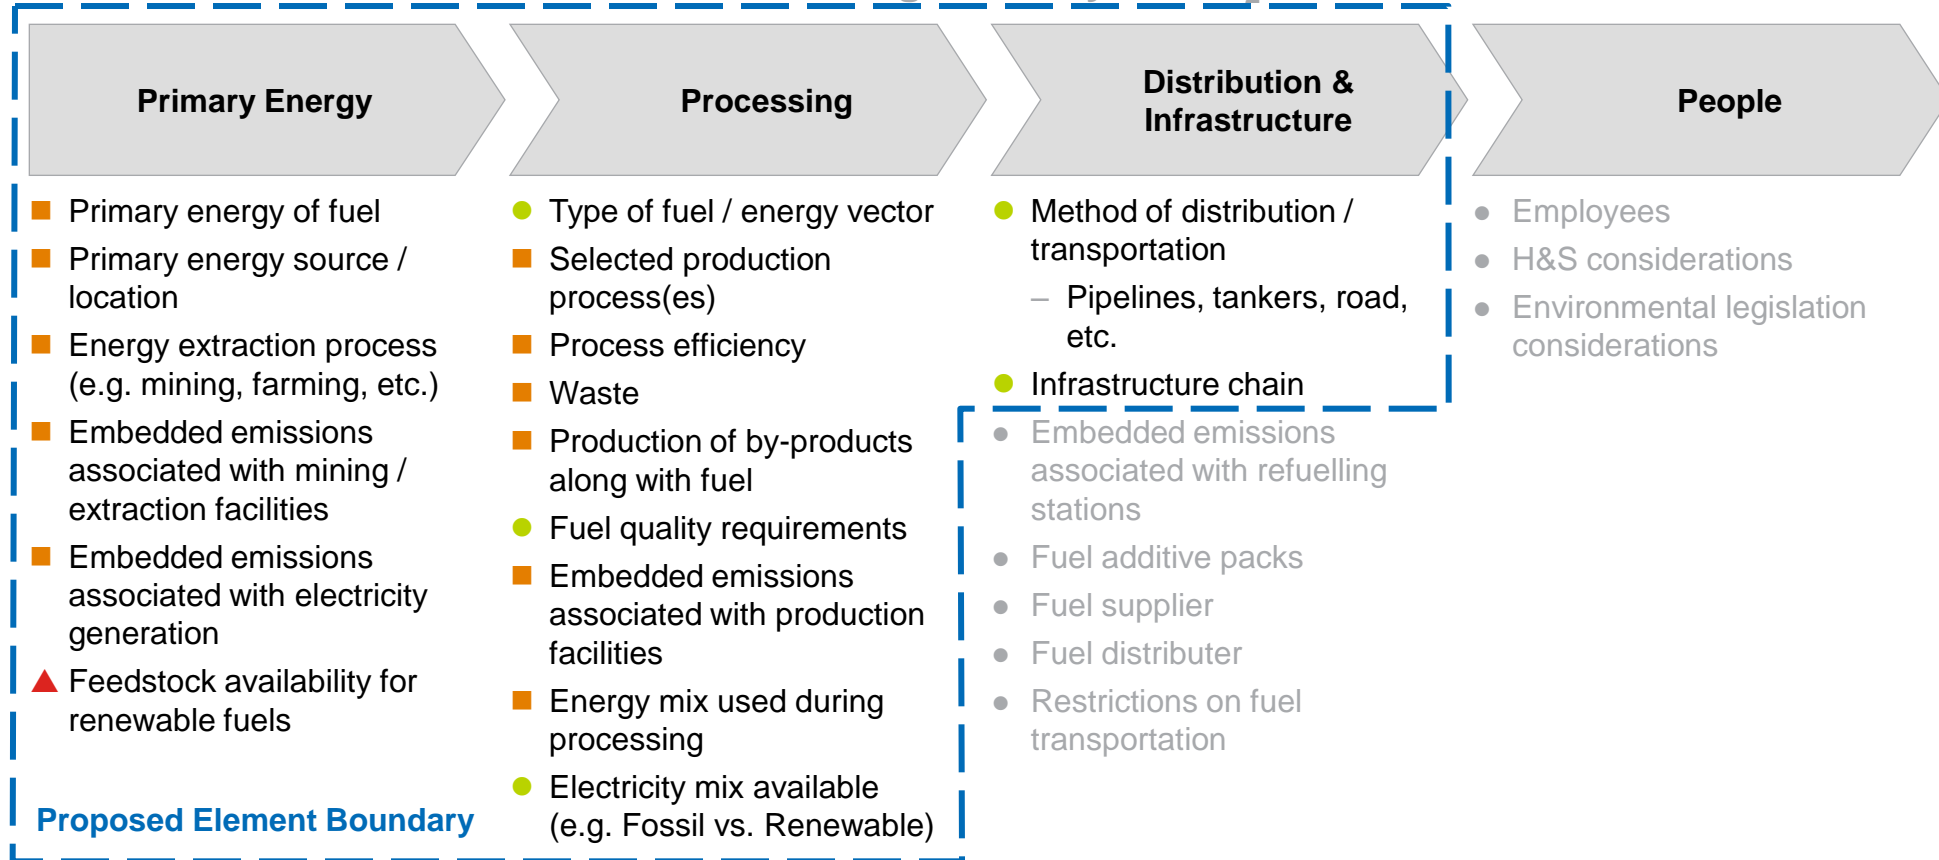 Primary Energy
Primary energy of fuel
Primary energy source /
location
Energy extraction process
(e.g. mining, farming, etc.)
Embedded emissions
associated with mining /
extraction facilities
Embedded emissions
associated with electricity
generation
Feedstock availability for
renewable fuels
Proposed Element Boundary
Processing
Type of fuel / energy vector
Selected production
process(es)
Process efficiency
Waste
Production of by-products
along with fuel
Fuel quality requirements
Embedded emissions
associated with production
facilities
Energy mix used during
processing
Electricity mix available
(e.g. Fossil vs. Renewable)
Distribution &
Infrastructure
Method of distribution /
transportation
– Pipelines, tankers, road,
etc.
Infrastructure chain
Embedded emissions
associated with refuelling
stations
Fuel additive packs
Fuel supplier
Fuel distributer
Restrictions on fuel
transportation
People
Employees
H&S considerations
Environmental legislation
considerations